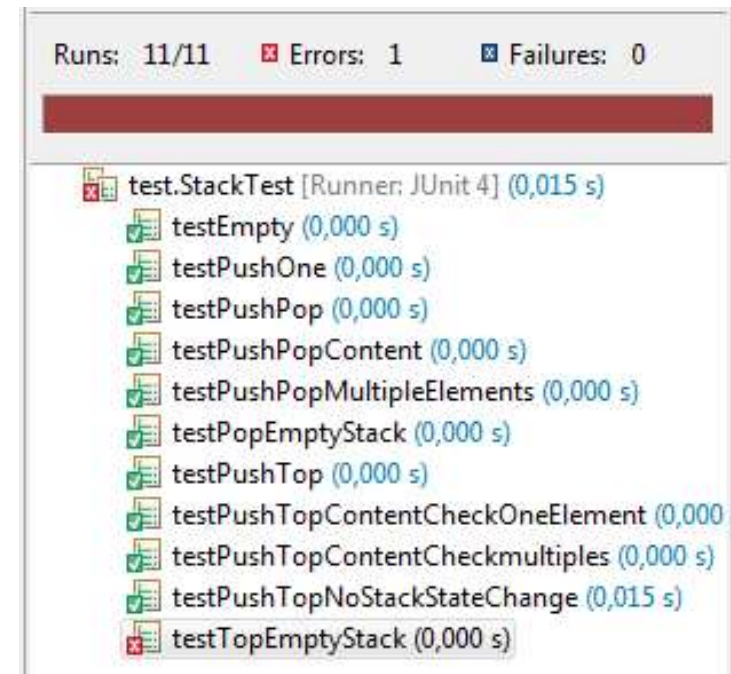 Runs: 11/11 Errors: 1 Failures: 0
test.StackTest [Runner: JUnit 4] (0,015 s)
testEmpty (0,000 s)
testPushOne (0,000 s)
testPushPop (0,000 s)
testPushPopContent (0,000 s)
testPushPopMultipleElements (0,000 s)
testPopEmptyStack (0,000 s)
testPushTop (0,000 s)
testPushTopContentCheckOneElement (0,000
testPushTopContentCheckmultiples (0,000 s)
testPushTopNoStackStateChange (0,015 s)
testTopEmptyStack (0,000 s)